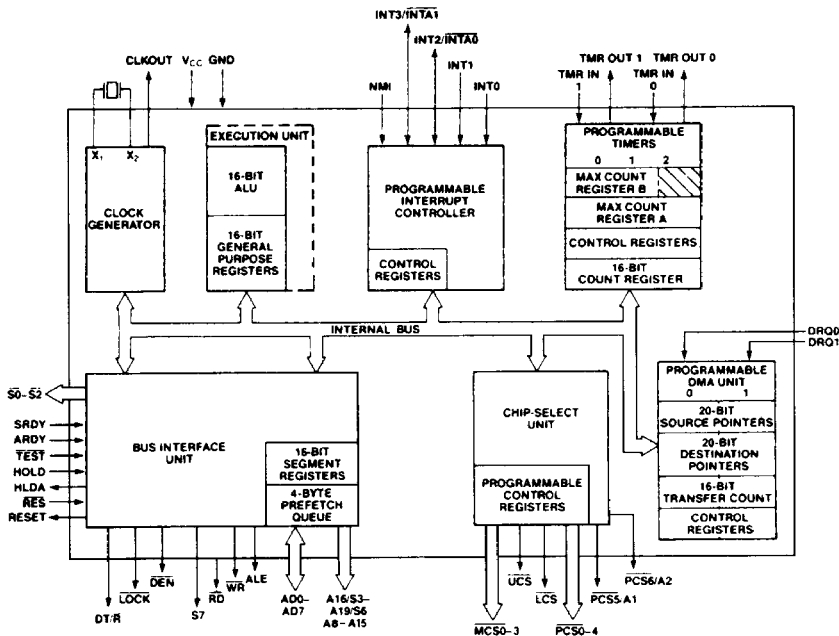 INT3/INTA1
INT2/INTA0
CLKOUT VCC GND
INT1
NMI
INT0
TMR OUT 1 TMR OUT 0
TMR IN TMR IN
1 0
X1 X2
CLOCK
GENERATOR
EXECUTION UNIT
16-BIT
ALU
16-BIT
GENERAL
PURPOSE
REGISTERS
PROGRAMMABLE
INTERRUPT
CONTROLLER
CONTROL
REGISTERS
PROGRAMMABLE
TIMERS
0 1 2
MAX COUNT
REGISTER B
MAX COUNT
REGISTER A
CONTROL REGISTERS
16-BIT
COUNT REGISTER
INTERNAL BUS
DRQ0
DRQ1
S0-S2
SRDY
ARDY
TEST
HOLD
HLDA
RES
RESET
BUS INTERFACE
UNIT
16-BIT
SEGMENT
REGISTERS
4-BYTE
PREFETCH
QUEUE
CHIP-SELECT
UNIT
PROGRAMMABLE
CONTROL
REGISTERS
PROGRAMMABLE
DMA UNIT
0 1
20-BIT
SOURCE POINTERS
20-BIT
DESTINATION
POINTERS
16-BIT
TRANSFER COUNT
CONTROL
REGISTERS
DT/R
LOCK
DEN
S7
RD
WR
ALE
AD0-
AD7
A16/S3-
A19/S6
A8-A15
MCS0-3
UCS
LCS
PCS0-4
PCS5/A1
PCS6/A2